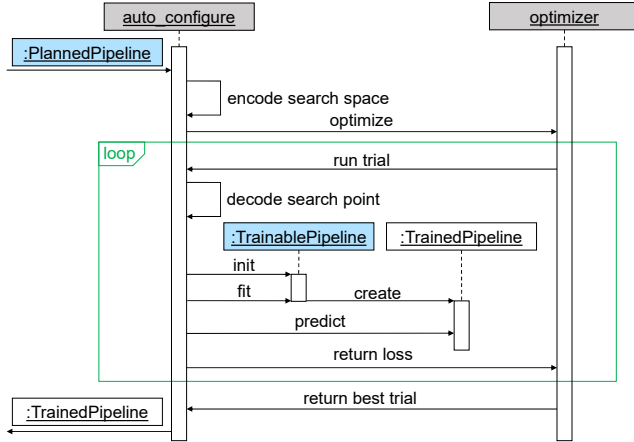 auto_configure
optimizer
:PlannedPipeline
encode search space
optimize
loop
run trial
decode search point
:TrainablePipeline
:TrainedPipeline
init
fit
create
predict
return loss
return best trial
:TrainedPipeline